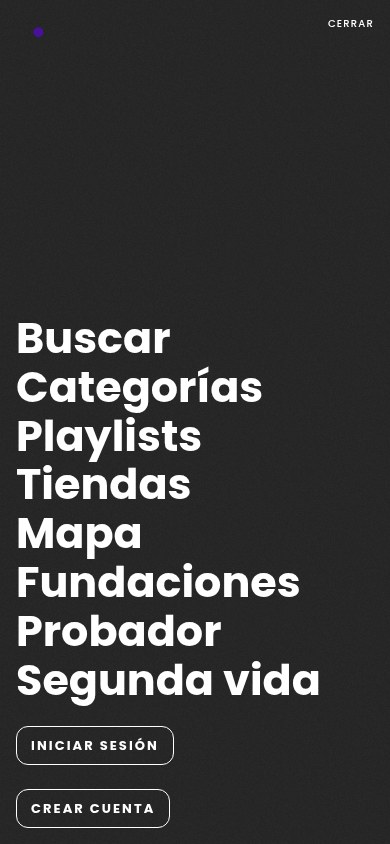 CERRAR
Buscar
Categorías
Playlists
Tiendas
Mapa
Fundaciones
Probador
Segunda vida
INICIAR SESIÓN
CREAR CUENTA